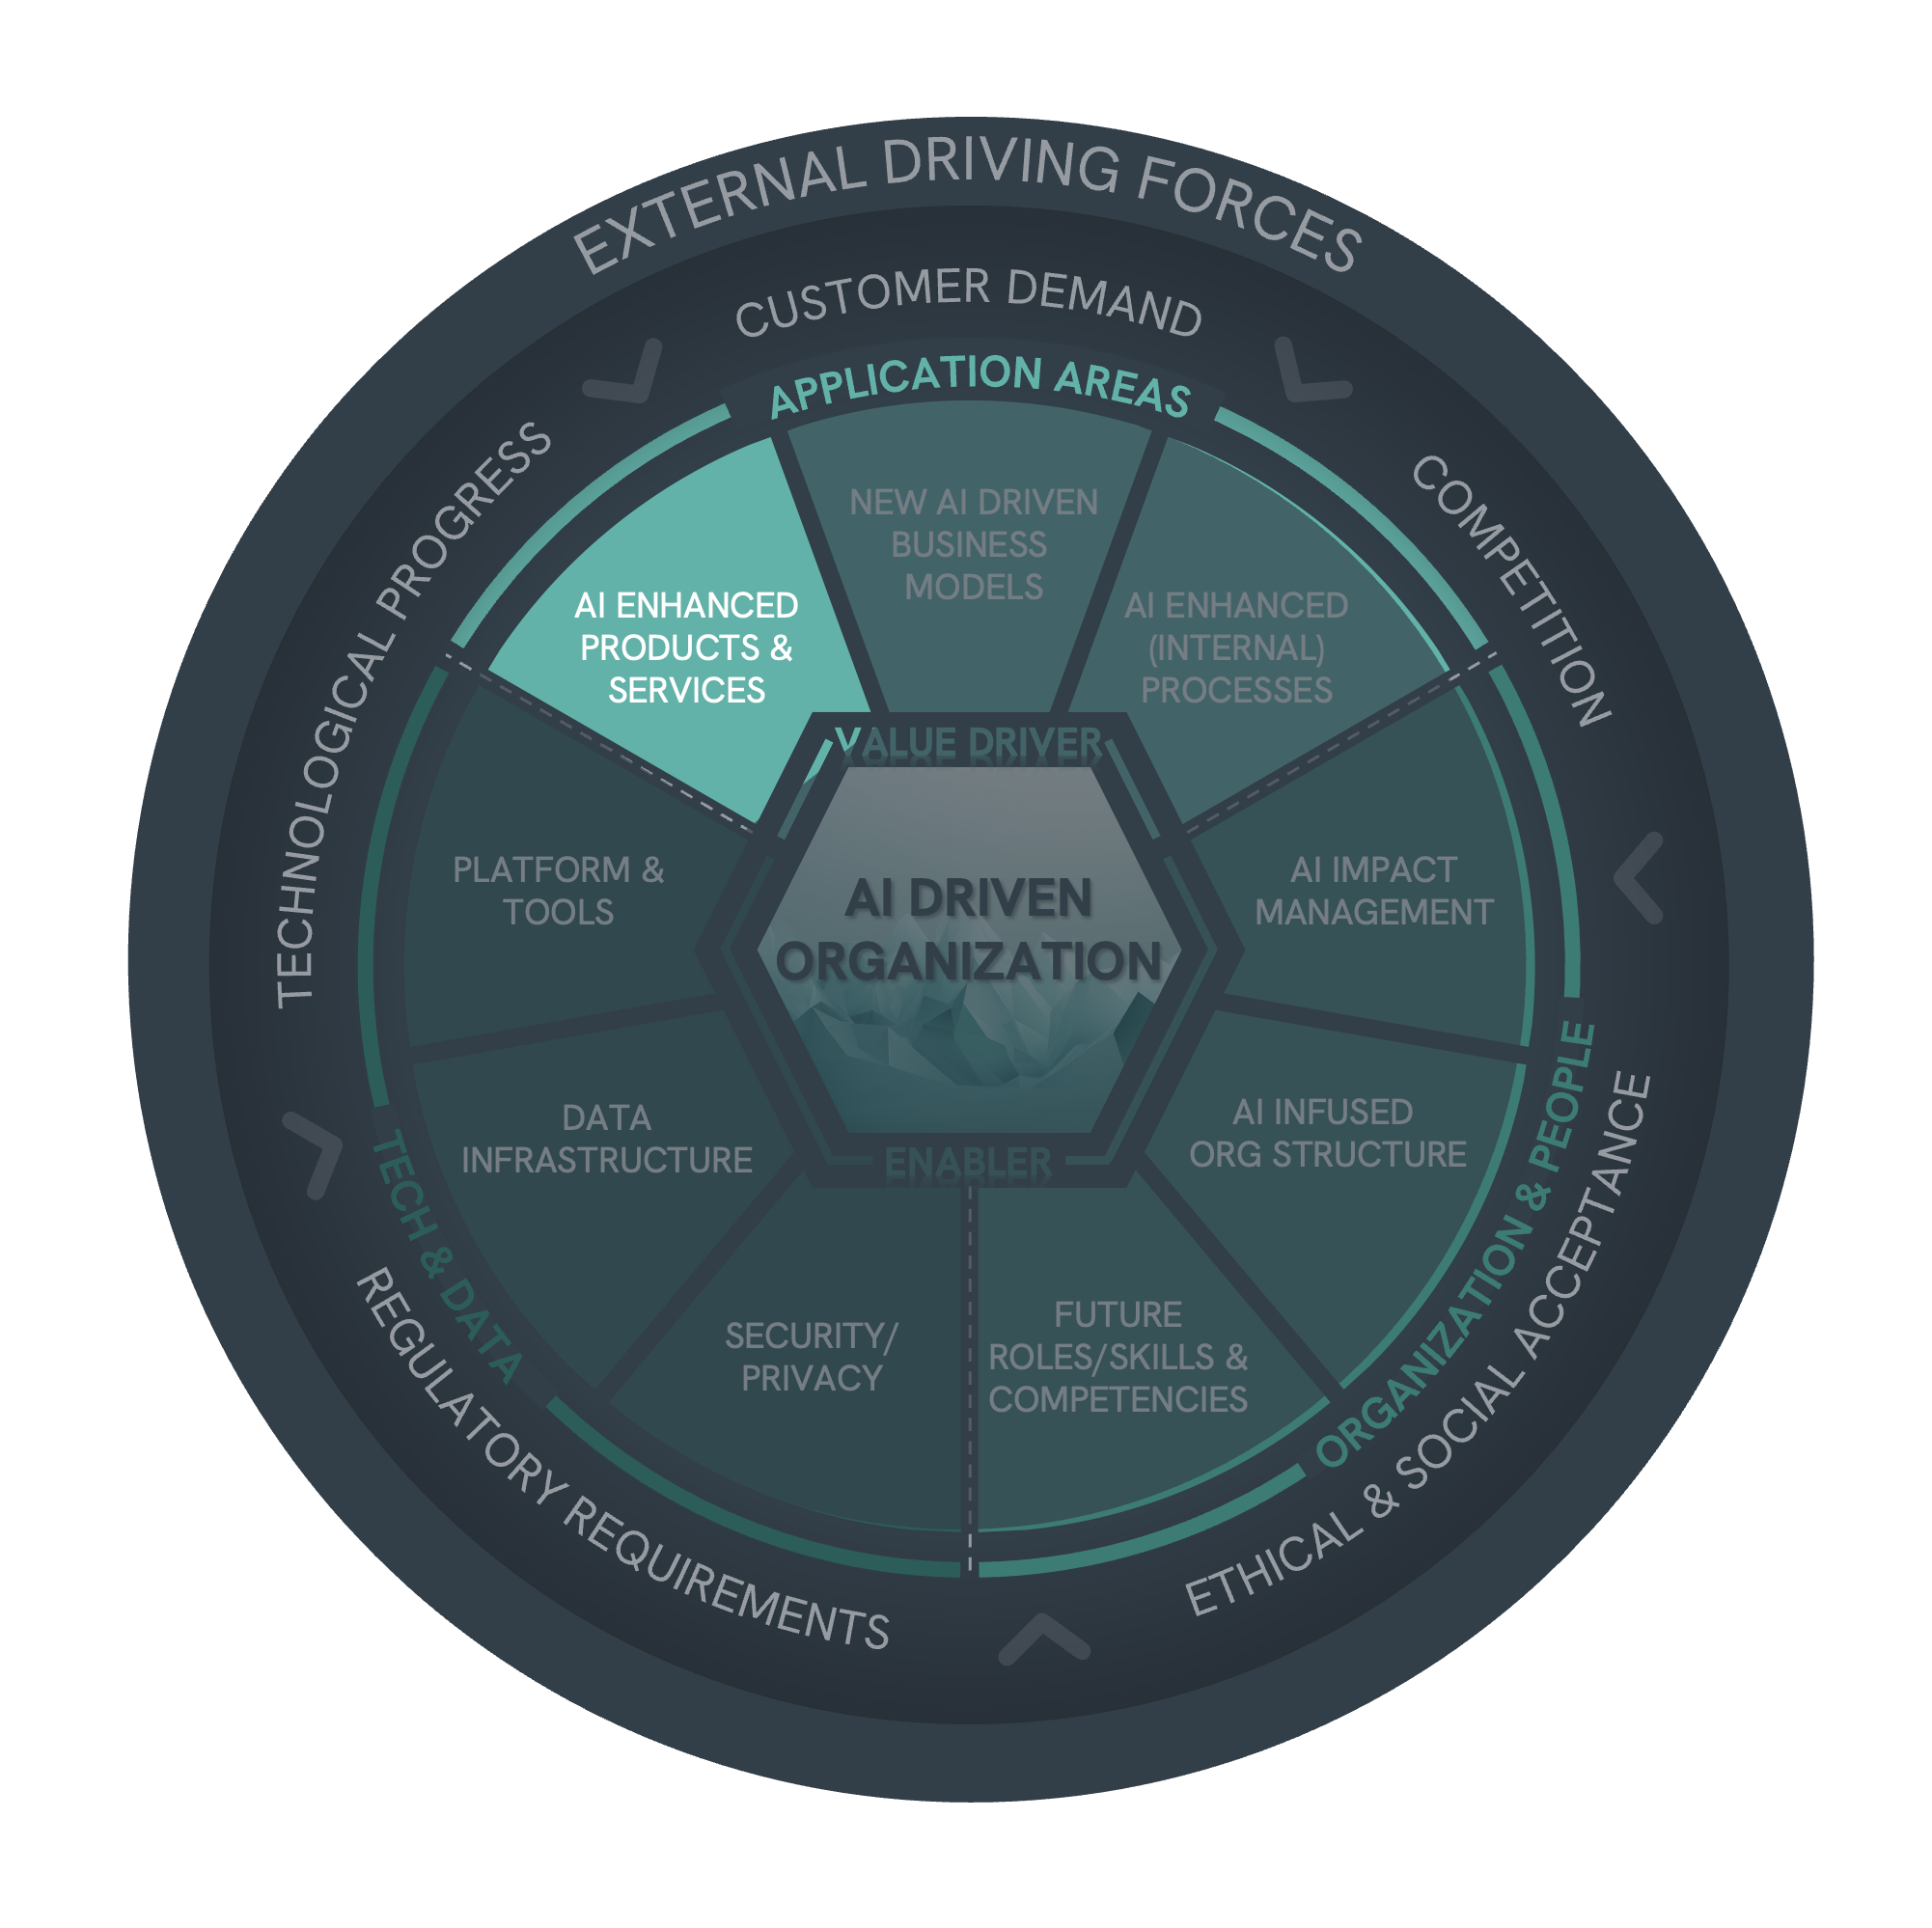 EXTERNAL DRIVING FORCES
CUSTOMER DEMAND
COMPETITION
ETHICAL & SOCIAL ACCEPTANCE
REGULATORY REQUIREMENTS
TECHNOLOGICAL PROGRESS
APPLICATION AREAS
AI ENHANCED
PRODUCTS &
SERVICES
NEW AI DRIVEN
BUSINESS
MODELS
AI ENHANCED
(INTERNAL)
PROCESSES
ORGANIZATION & PEOPLE
AI IMPACT
MANAGEMENT
AI INFUSED
ORG STRUCTURE
FUTURE
ROLES/SKILLS &
COMPETENCIES
TECH & DATA
PLATFORM &
TOOLS
DATA
INFRASTRUCTURE
SECURITY/
PRIVACY
VALUE DRIVER
AI DRIVEN
ORGANIZATION
ENABLER